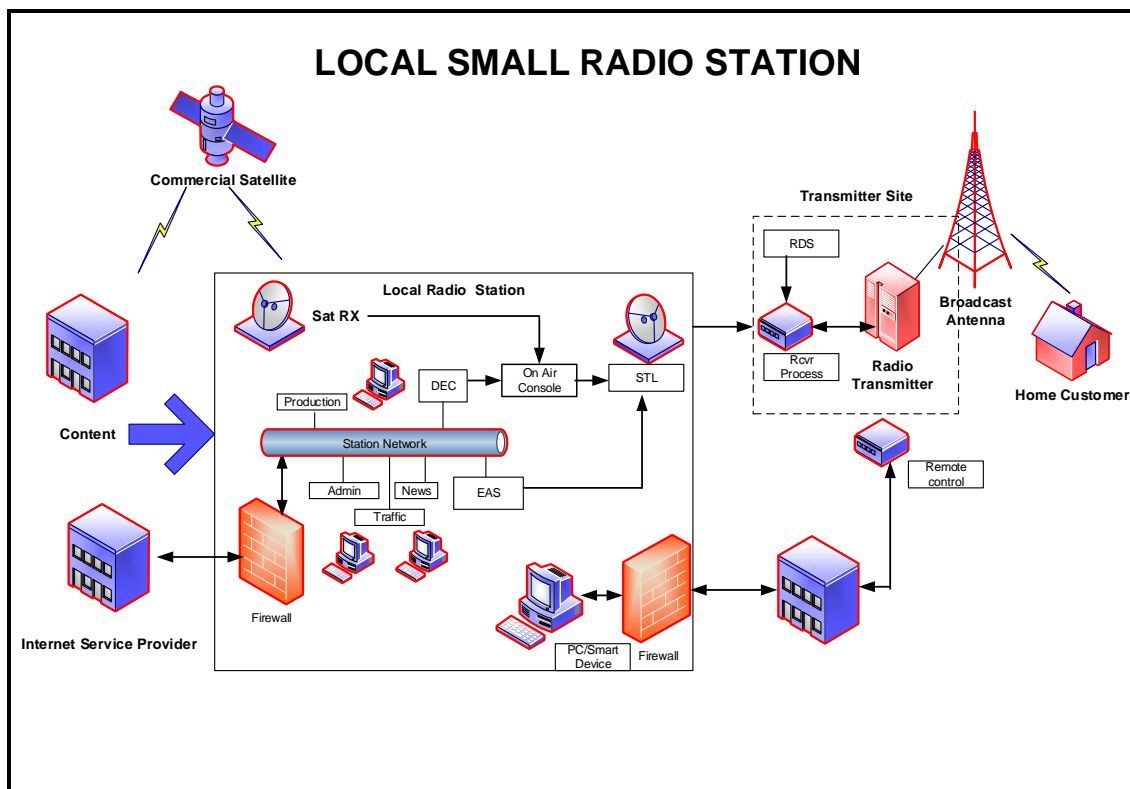 LOCAL SMALL RADIO STATION
Commercial Satellite
Transmitter Site
RDS
Local Radio Station
Sat RX
Broadcast
Antenna
Rcvr
Process
Radio
Transmitter
Home Customer
DEC
On Air
Console
STL
Production
Content
Station Network
Admin
News
EAS
Traffic
Remote
control
Firewall
Internet Service Provider
PC/Smart
Device
Firewall